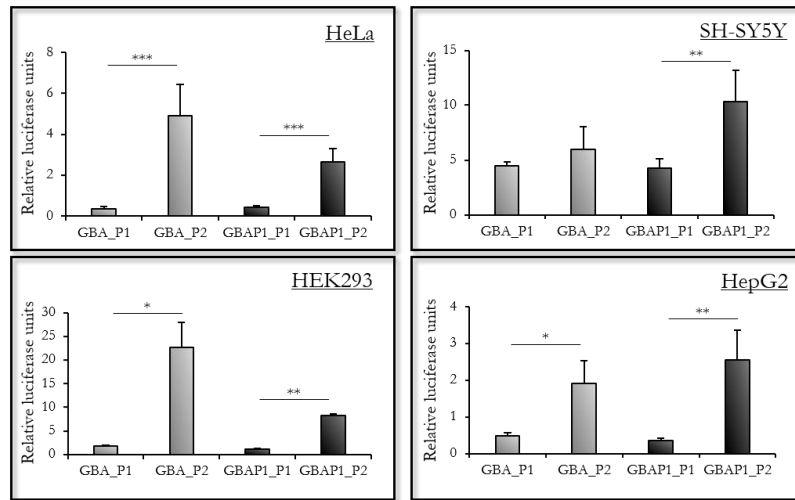 HeLa
Relative luciferase units
8
6
4
2
0
***
***
GBA_P1 GBA_P2 GBAP1_P1 GBAP1_P2
SH-SY5Y
Relative luciferase units
15
10
5
0
**
GBA_P1 GBA_P2 GBAP1_P1 GBAP1_P2
HEK293
Relative luciferase units
30
25
20
15
10
5
0
*
**
GBA_P1 GBA_P2 GBAP1_P1 GBAP1_P2
HepG2
Relative luciferase units
4
3
2
1
0
*
**
GBA_P1 GBA_P2 GBAP1_P1 GBAP1_P2